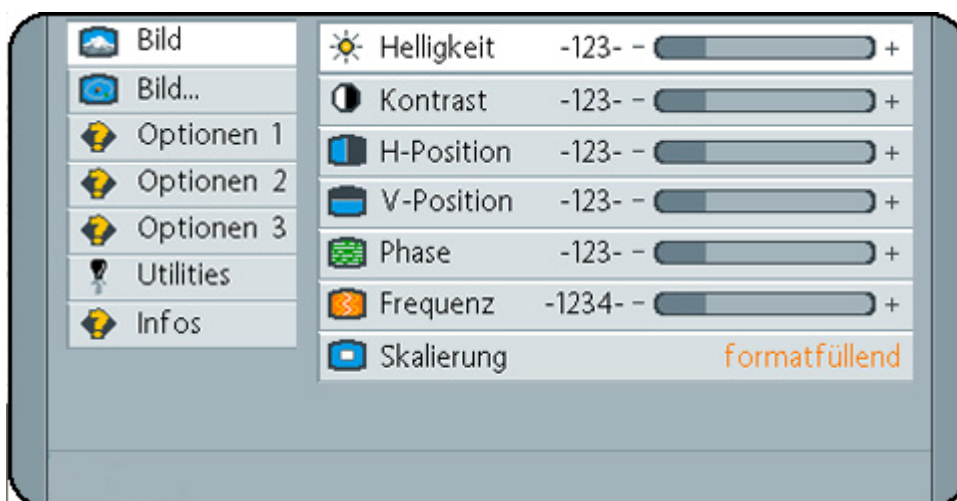 Bild
Bild...
Optionen 1
Optionen 2
Optionen 3
Utilities
Infos
Helligkeit -123- - +
Kontrast -123- - +
H-Position -123- - +
V-Position -123- - +
Phase -123- - +
Frequenz -1234- - +
Skalierung formatfüllend